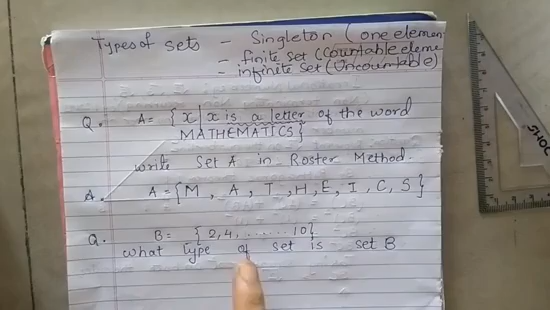 Types of sets - Singleton (one elemen
- finite set (Countable eleme
- infinite set (Uncountable)
Q. A = {x | x is a letter of the word
MATHEMATICS}
write Set A in Roster Method.
A. A = {M, A, T, H, E, I, C, S}
Q. B = {2,4, ....... 10}
what type of set is set B